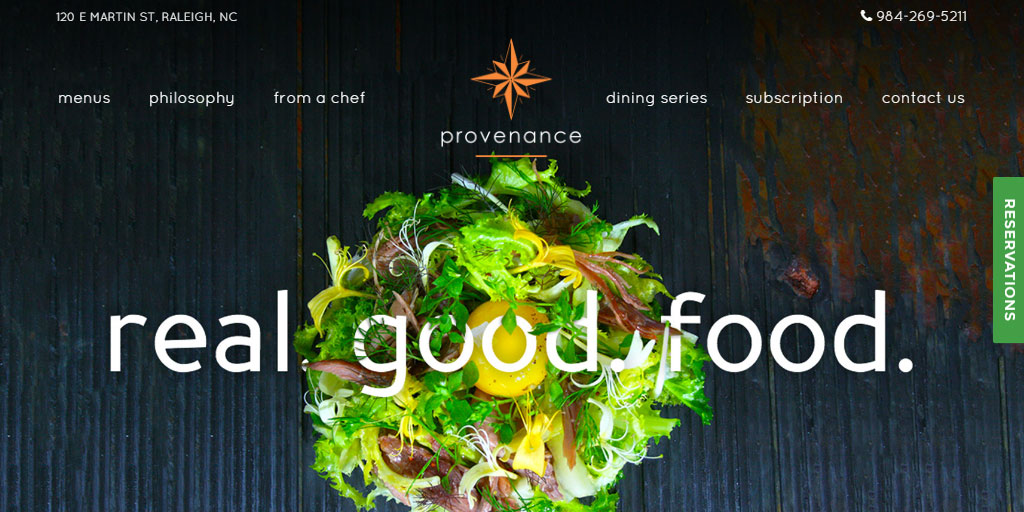 120 E MARTIN ST, RALEIGH, NC
984-269-5211
menus
philosophy
from a chef
provenance
dining series
subscription
contact us
RESERVATIONS
real. good. food.